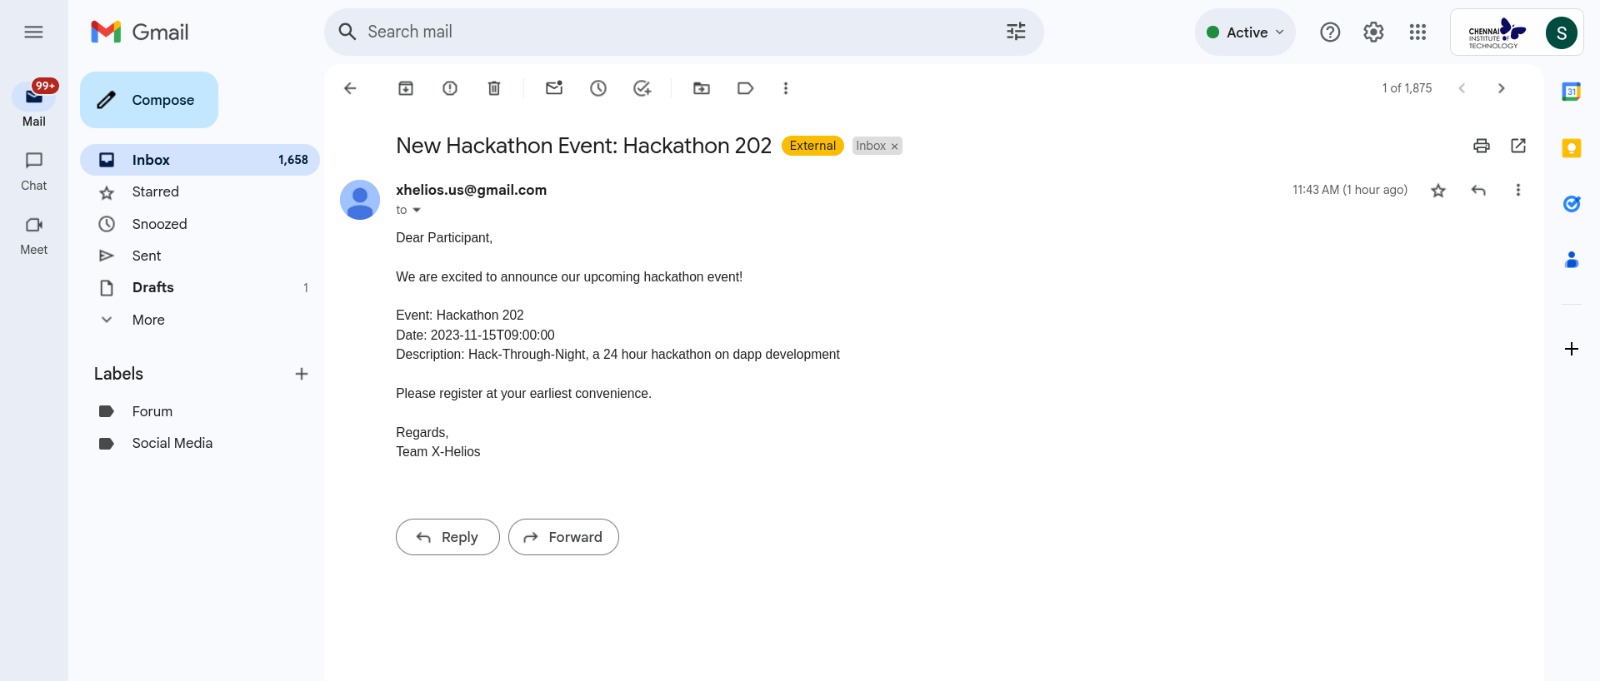 Gmail
Search mail
Active
CHENNAI
INSTITUTE OF
TECHNOLOGY
S
99+
Mail
Chat
Meet
Compose
Inbox 1,658
Starred
Snoozed
Sent
Drafts 1
More
Labels
Forum
Social Media
1 of 1,875
New Hackathon Event: Hackathon 202 External Inbox ×
xhelios.us@gmail.com 11:43 AM (1 hour ago)
to
Dear Participant,
We are excited to announce our upcoming hackathon event!
Event: Hackathon 202
Date: 2023-11-15T09:00:00
Description: Hack-Through-Night, a 24 hour hackathon on dapp development
Please register at your earliest convenience.
Regards,
Team X-Helios
Reply
Forward
31